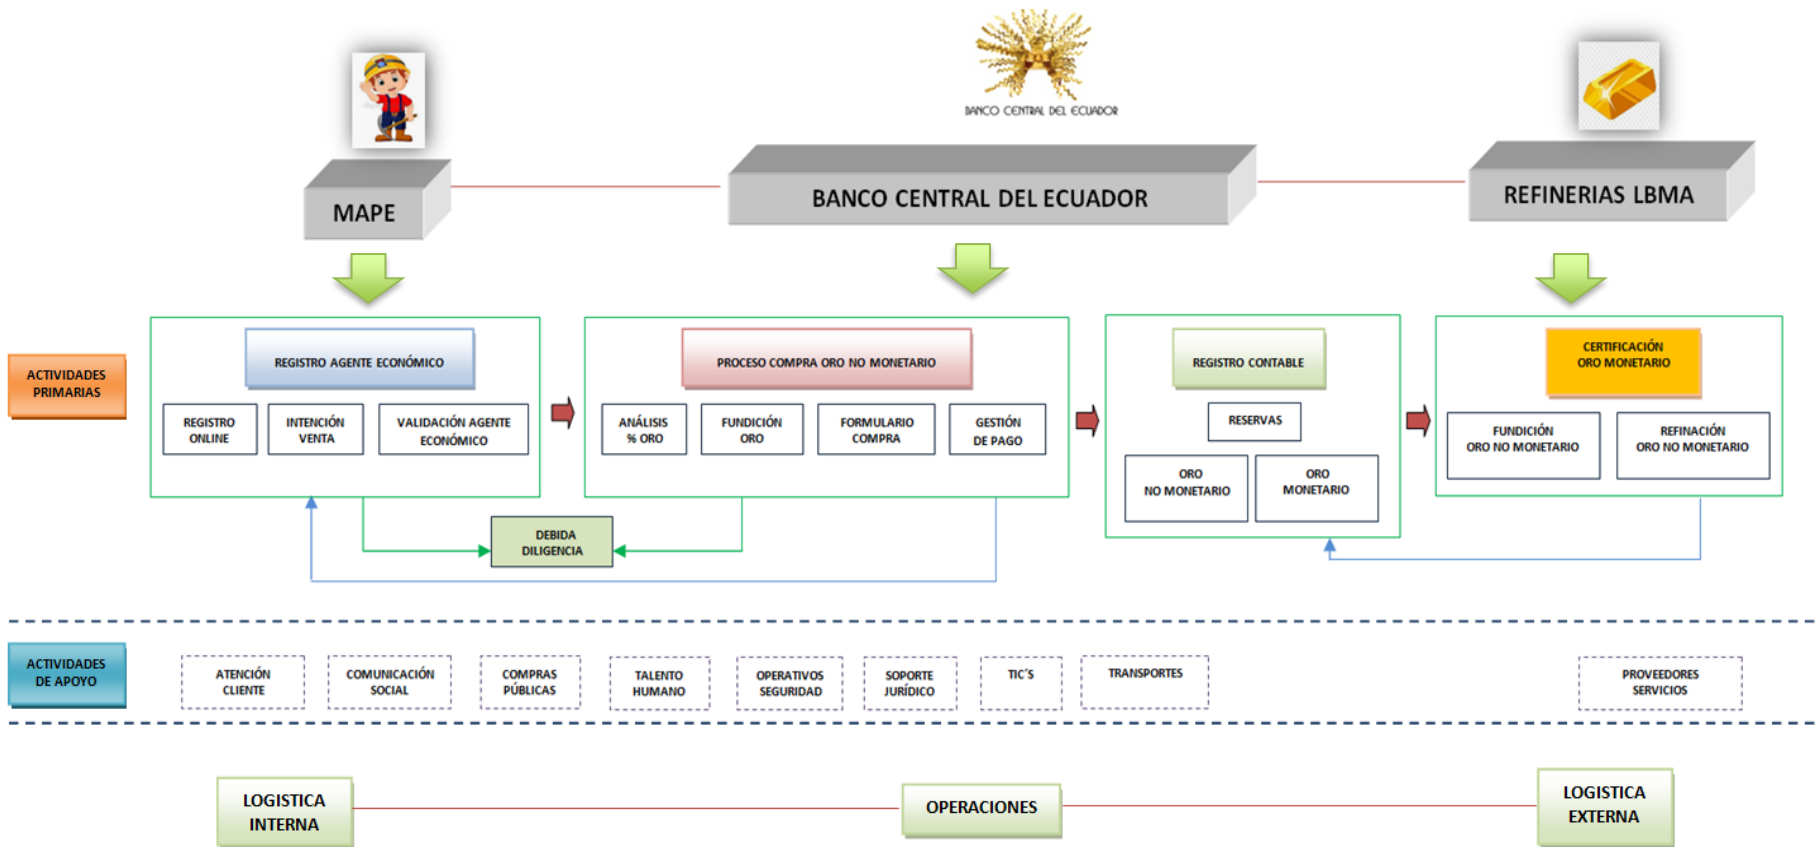 BANCO CENTRAL DEL ECUADOR
MAPE
BANCO CENTRAL DEL ECUADOR
REFINERIAS LBMA
ACTIVIDADES
PRIMARIAS
REGISTRO AGENTE ECONÓMICO
REGISTRO
ONLINE
INTENCIÓN
VENTA
VALIDACIÓN AGENTE
ECONÓMICO
PROCESO COMPRA ORO NO MONETARIO
ANÁLISIS
% ORO
FUNDICIÓN
ORO
FORMULARIO
COMPRA
GESTIÓN
DE PAGO
REGISTRO CONTABLE
RESERVAS
ORO
NO MONETARIO
ORO
MONETARIO
CERTIFICACIÓN
ORO MONETARIO
FUNDICIÓN
ORO NO MONETARIO
REFINACIÓN
ORO NO MONETARIO
DEBIDA
DILIGENCIA
ACTIVIDADES
DE APOYO
ATENCIÓN
CLIENTE
COMUNICACIÓN
SOCIAL
COMPRAS
PÚBLICAS
TALENTO
HUMANO
OPERATIVOS
SEGURIDAD
SOPORTE
JURÍDICO
TIC´S
TRANSPORTES
PROVEEDORES
SERVICIOS
LOGISTICA
INTERNA
OPERACIONES
LOGISTICA
EXTERNA